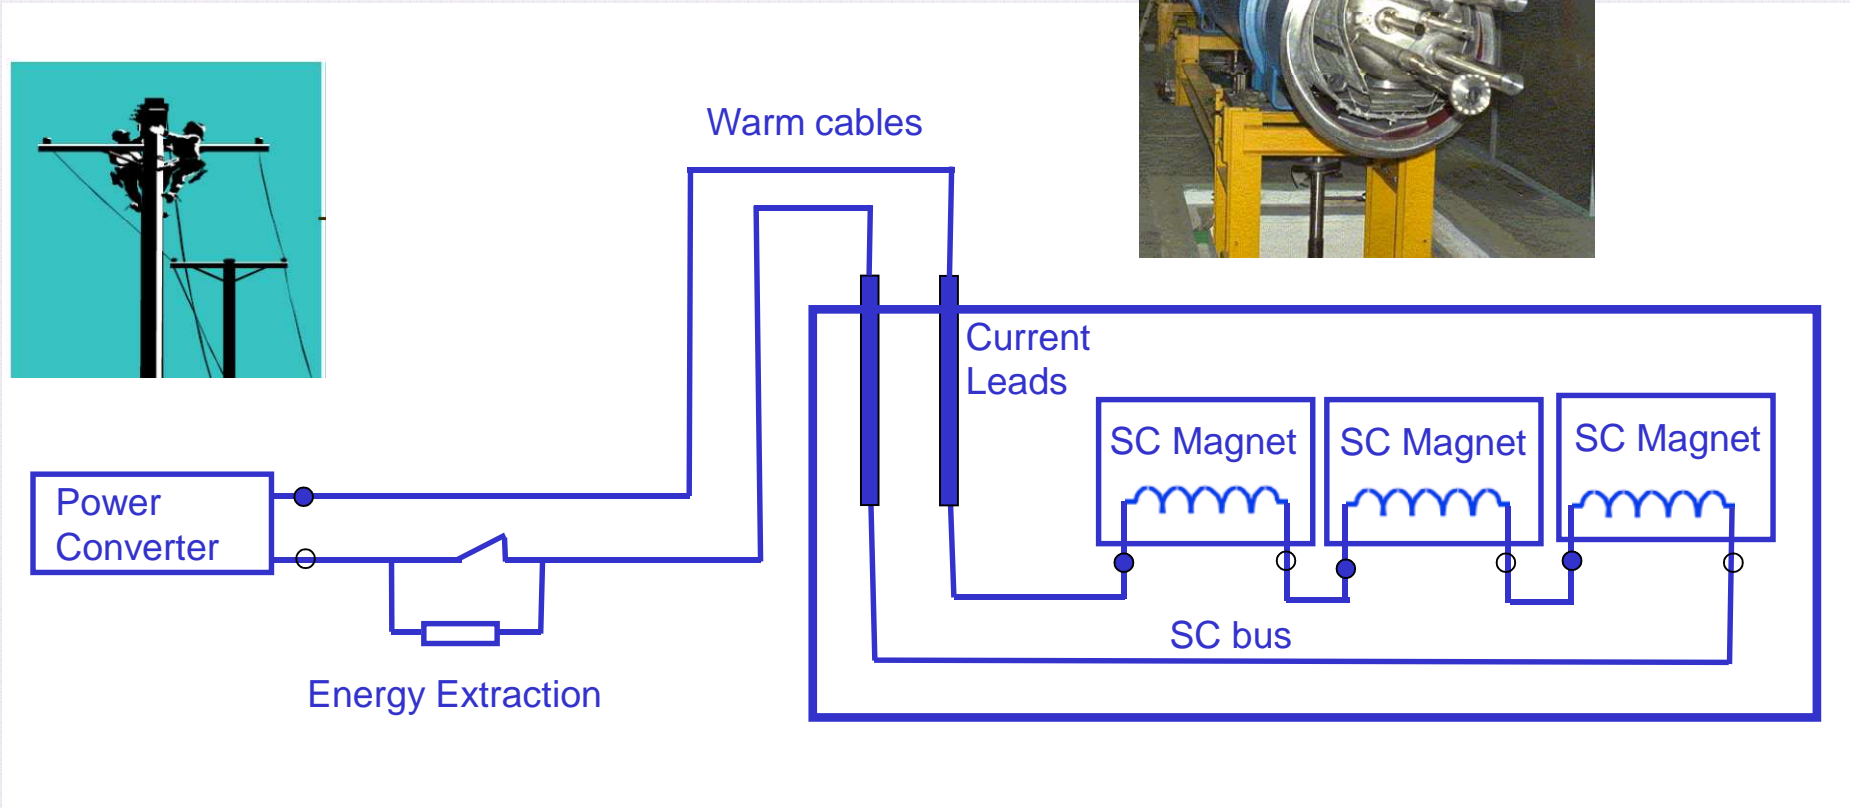 Warm cables
Current
Leads
SC Magnet
SC Magnet
SC Magnet
Power
Converter
SC bus
Energy Extraction